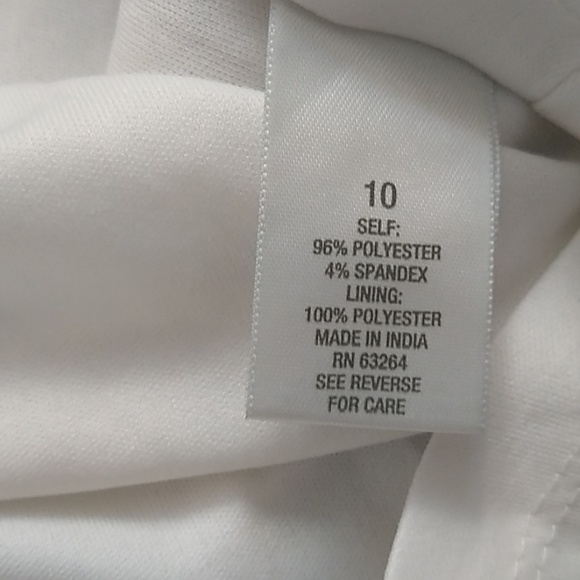 10
SELF:
96% POLYESTER
4% SPANDEX
LINING:
100% POLYESTER
MADE IN INDIA
RN 63264
SEE REVERSE
FOR CARE